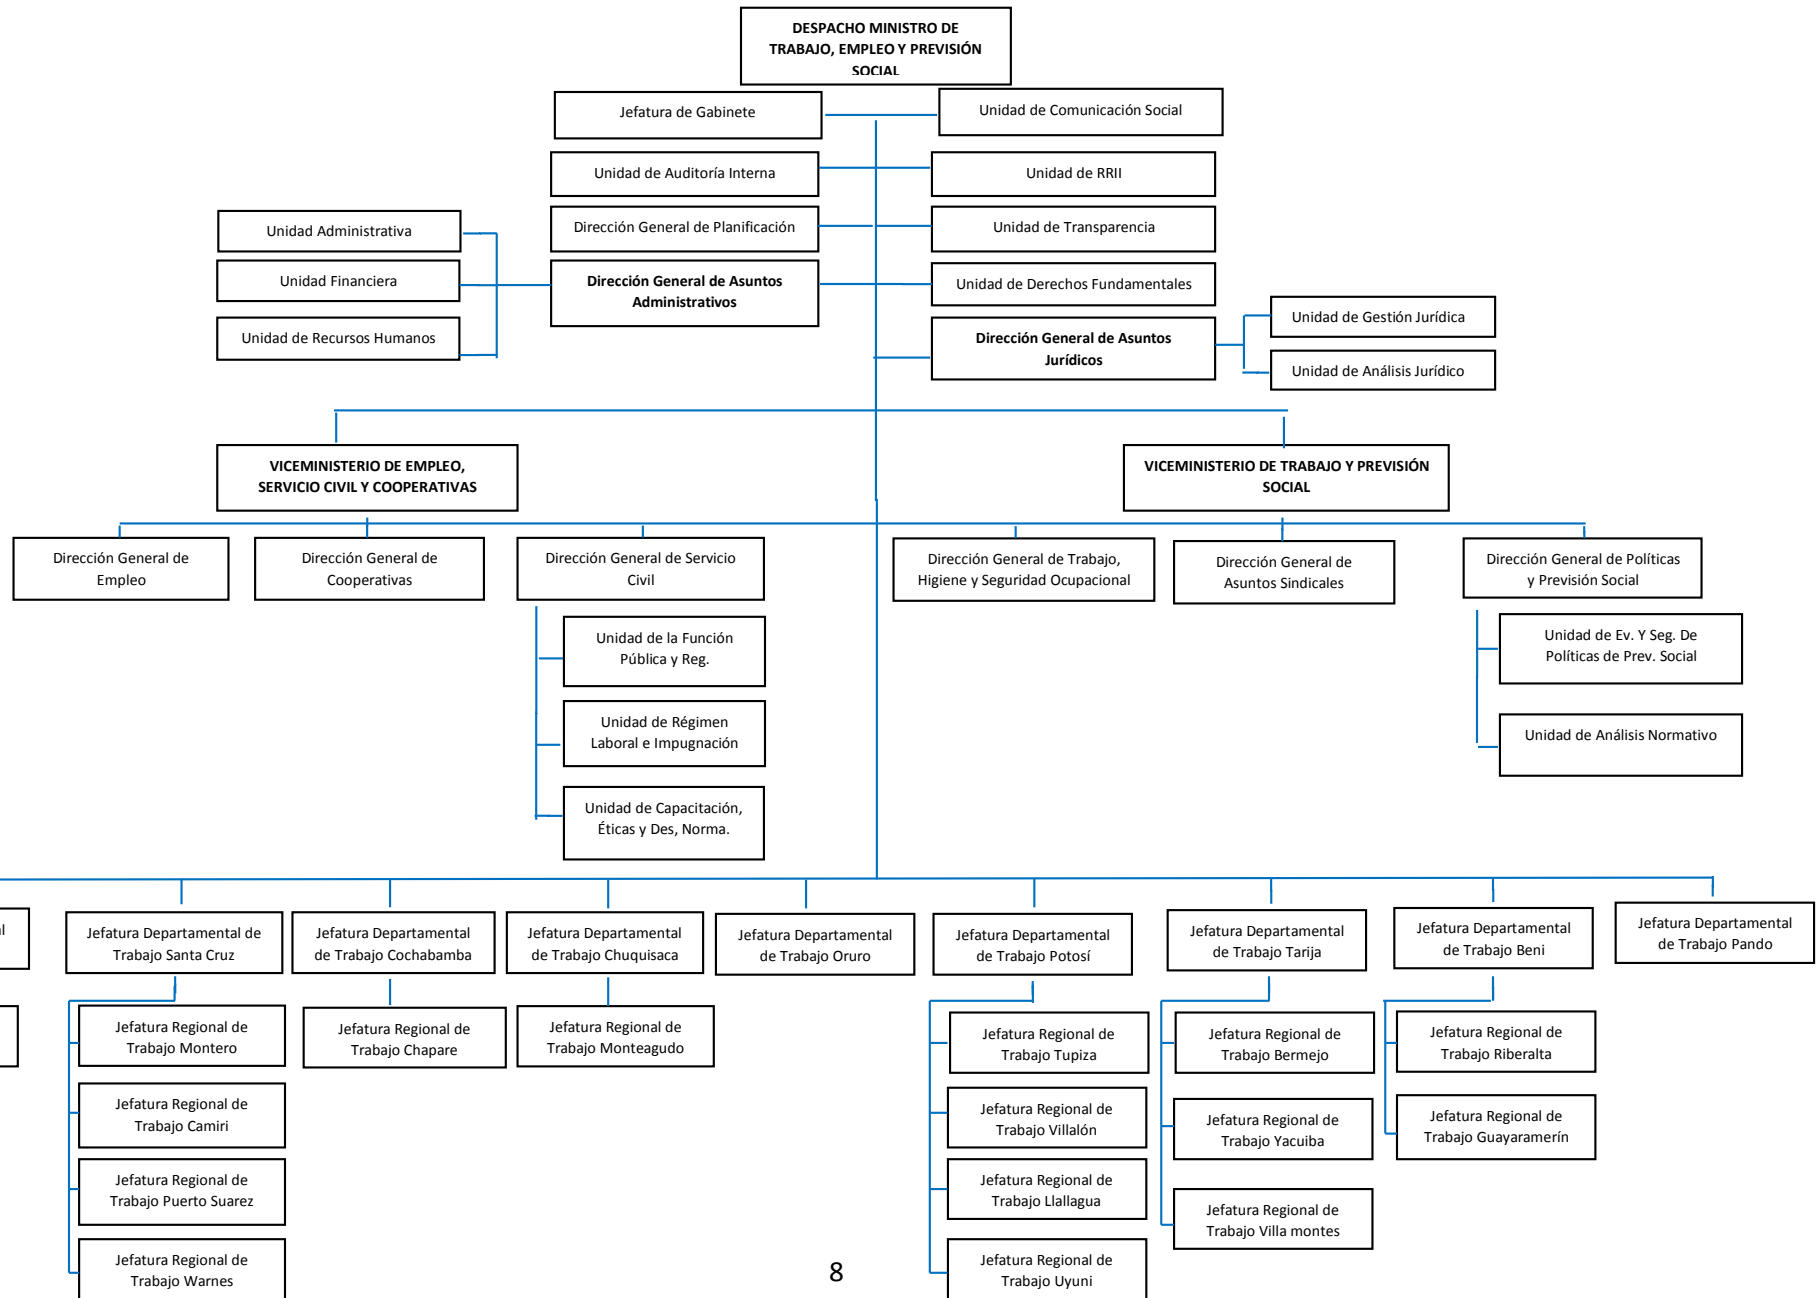 DESPACHO MINISTRO DE
TRABAJO, EMPLEO Y PREVISIÓN
SOCIAL
Jefatura de Gabinete
Unidad de Comunicación Social
Unidad de Auditoría Interna
Unidad de RRII
Unidad Administrativa
Dirección General de Planificación
Unidad de Transparencia
Unidad Financiera
Dirección General de Asuntos
Administrativos
Unidad de Derechos Fundamentales
Unidad de Recursos Humanos
Dirección General de Asuntos
Jurídicos
Unidad de Gestión Jurídica
Unidad de Análisis Jurídico
VICEMINISTERIO DE EMPLEO,
SERVICIO CIVIL Y COOPERATIVAS
VICEMINISTERIO DE TRABAJO Y PREVISIÓN
SOCIAL
Dirección General de
Empleo
Dirección General de
Cooperativas
Dirección General de Servicio
Civil
Dirección General de Trabajo,
Higiene y Seguridad Ocupacional
Dirección General de
Asuntos Sindicales
Dirección General de Políticas
y Previsión Social
Unidad de la Función
Pública y Reg.
Unidad de Régimen
Laboral e Impugnación
Unidad de Capacitación,
Éticas y Des, Norma.
Unidad de Ev. Y Seg. De
Políticas de Prev. Social
Unidad de Análisis Normativo
Jefatura Departamental de
Trabajo Santa Cruz
Jefatura Departamental
de Trabajo Cochabamba
Jefatura Departamental
de Trabajo Chuquisaca
Jefatura Departamental
de Trabajo Oruro
Jefatura Departamental
de Trabajo Potosí
Jefatura Departamental
de Trabajo Tarija
Jefatura Departamental
de Trabajo Beni
Jefatura Departamental
de Trabajo Pando
Jefatura Regional de
Trabajo Montero
Jefatura Regional de
Trabajo Camiri
Jefatura Regional de
Trabajo Puerto Suarez
Jefatura Regional de
Trabajo Warnes
Jefatura Regional de
Trabajo Chapare
Jefatura Regional de
Trabajo Monteagudo
Jefatura Regional de
Trabajo Tupiza
Jefatura Regional de
Trabajo Villalón
Jefatura Regional de
Trabajo Llallagua
Jefatura Regional de
Trabajo Uyuni
Jefatura Regional de
Trabajo Bermejo
Jefatura Regional de
Trabajo Yacuiba
Jefatura Regional de
Trabajo Villa montes
Jefatura Regional de
Trabajo Riberalta
Jefatura Regional de
Trabajo Guayaramerín
8